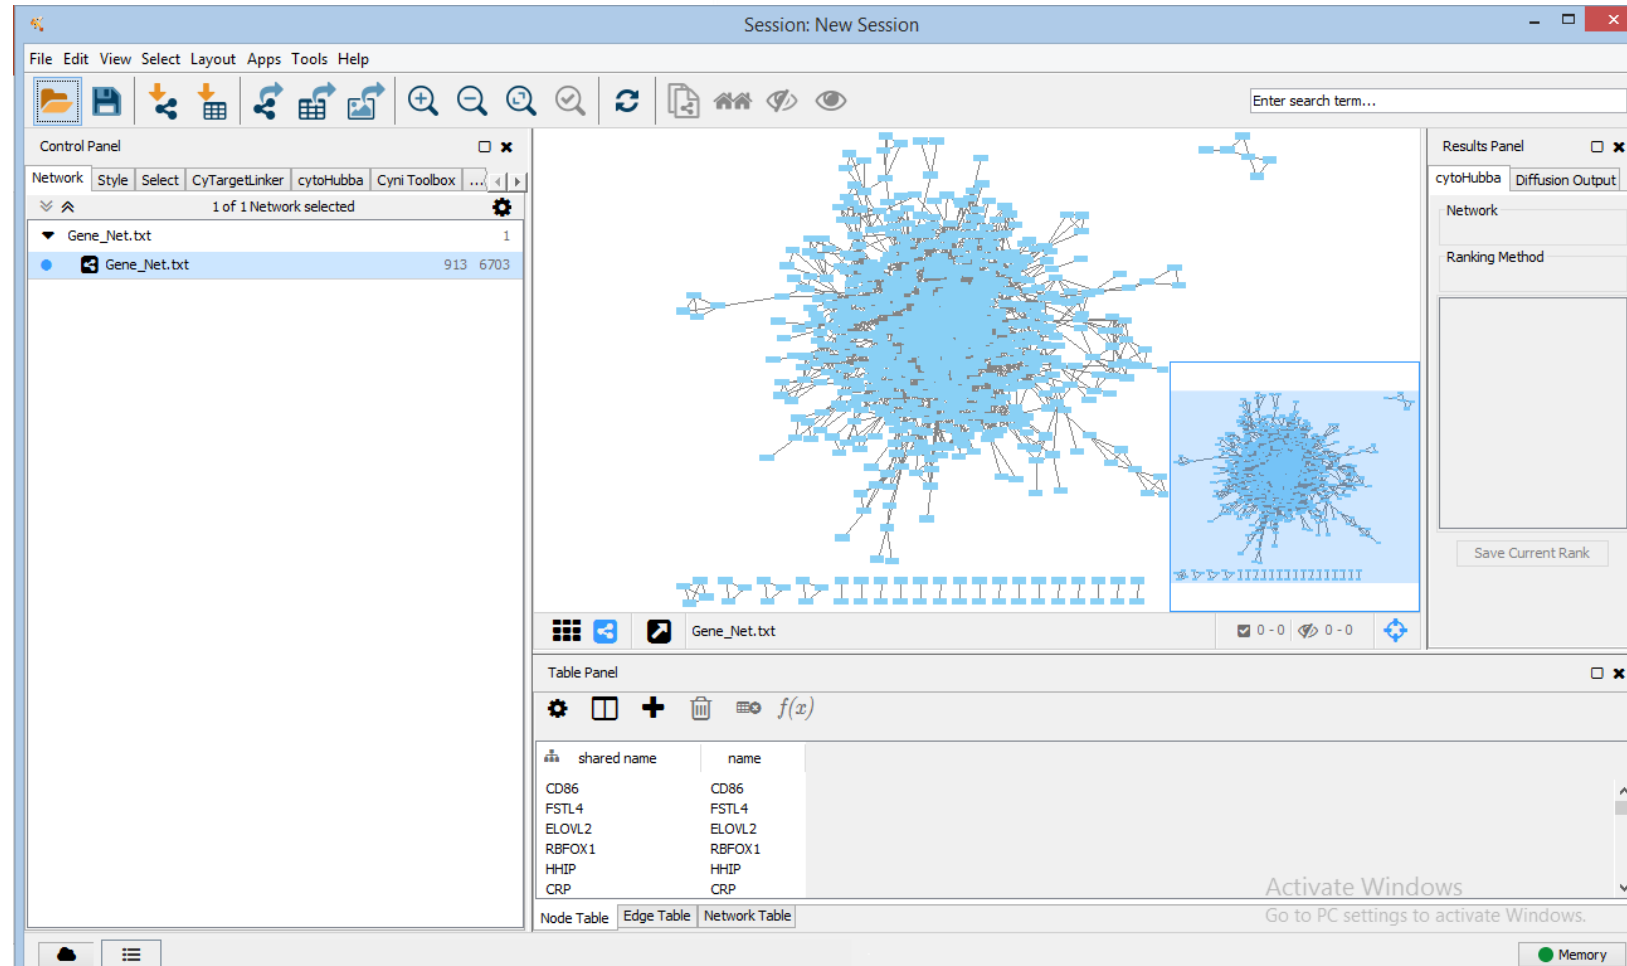 Session: New Session
File Edit View Select Layout Apps Tools Help
Enter search term...
Control Panel
Network Style Select CyTargetLinker cytoHubba Cyni Toolbox ...
1 of 1 Network selected
Gene_Net.txt 1
Gene_Net.txt 913 6703
Gene_Net.txt
0 - 0 0 - 0
Results Panel
cytoHubba Diffusion Output
Network
Ranking Method
Save Current Rank
Table Panel
f(x)
shared name name
CD86 CD86
FSTL4 FSTL4
ELOVL2 ELOVL2
RBFOX1 RBFOX1
HHIP HHIP
CRP CRP
Node Table Edge Table Network Table
Activate Windows
Go to PC settings to activate Windows.
Memory